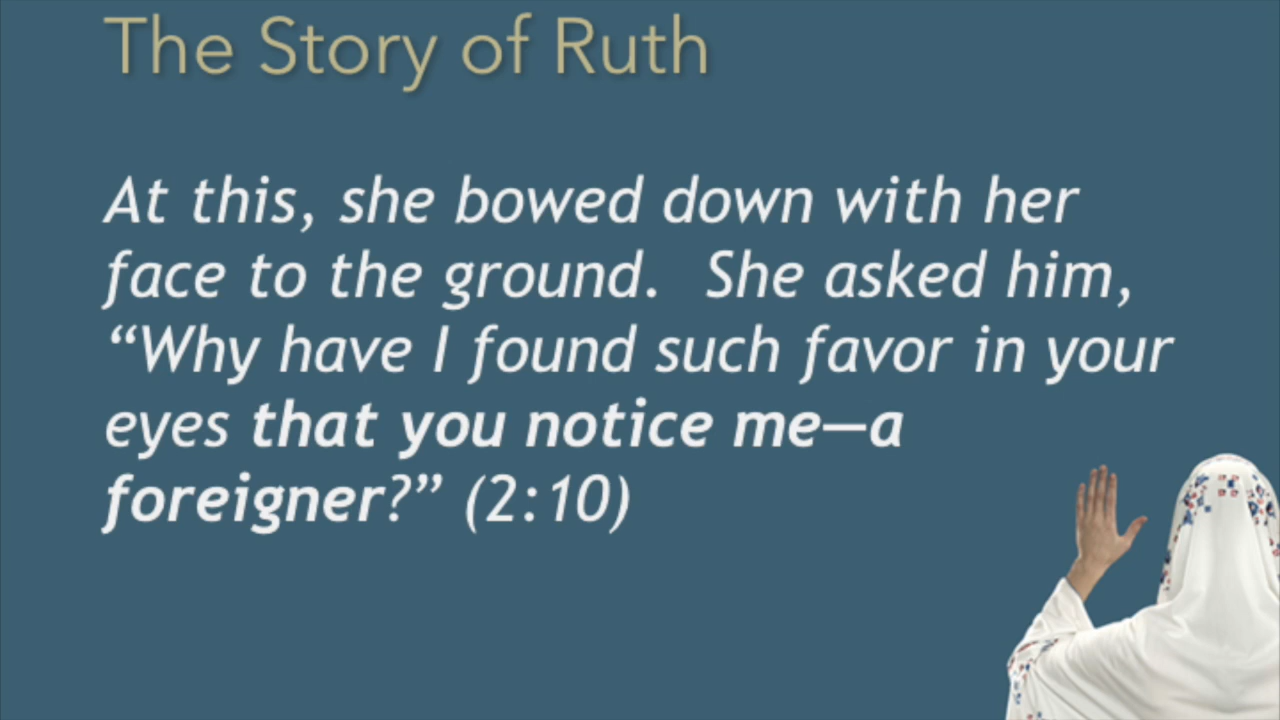 The Story of Ruth
At this, she bowed down with her
face to the ground.  She asked him,
“Why have I found such favor in your
eyes that you notice me—a
foreigner?” (2:10)